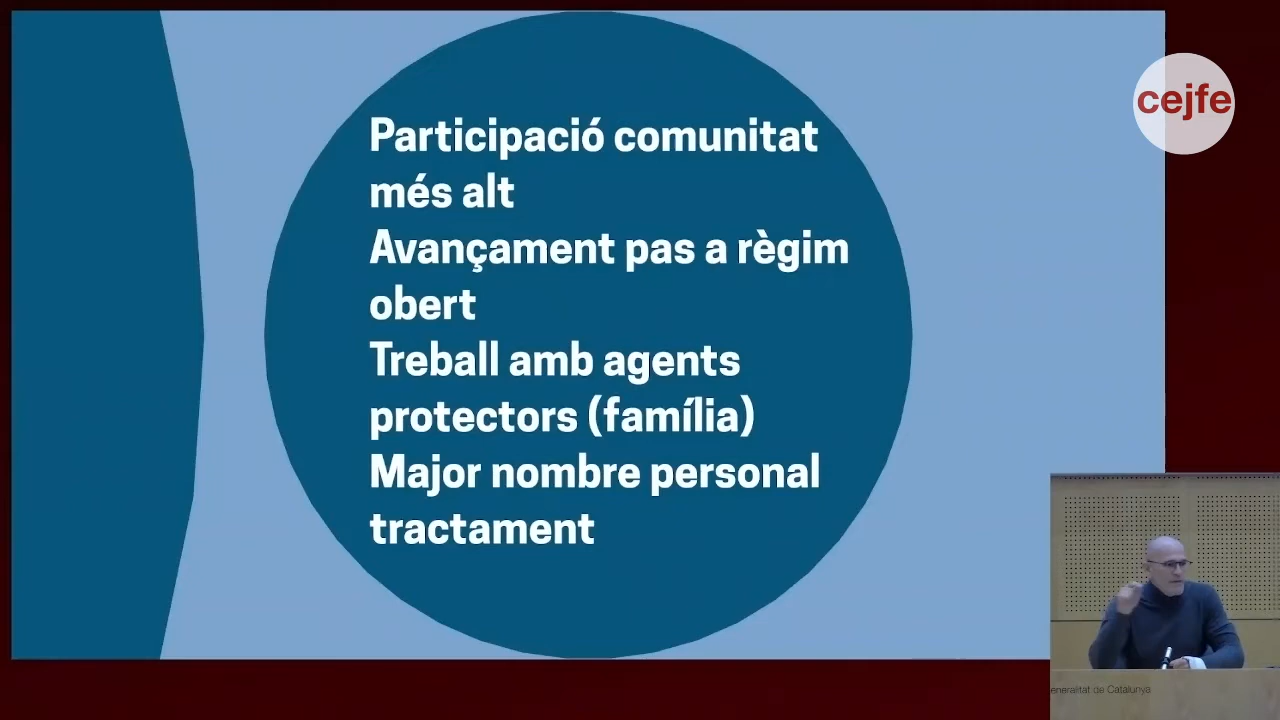 Participació comunitat
més alt
Avançament pas a règim
obert
Treball amb agents
protectors (família)
Major nombre personal
tractament
cejfe
eneralitat de Catalunya